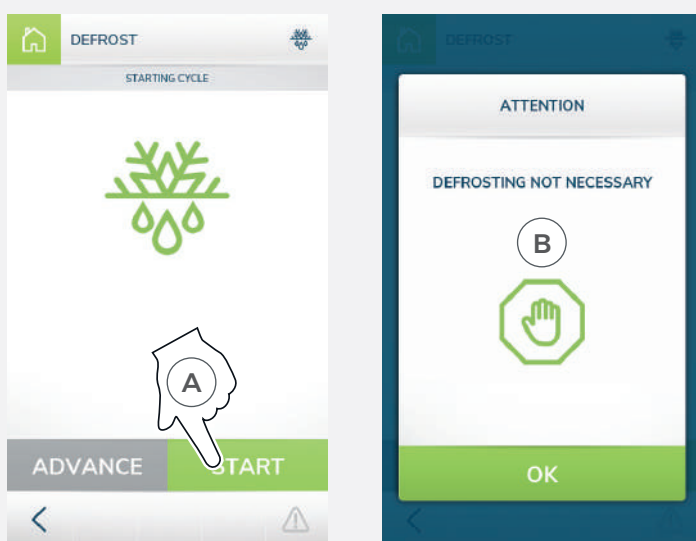 DEFROST
STARTING CYCLE
A
ADVANCE
START
DEFROST
ATTENTION
DEFROSTING NOT NECESSARY
B
OK